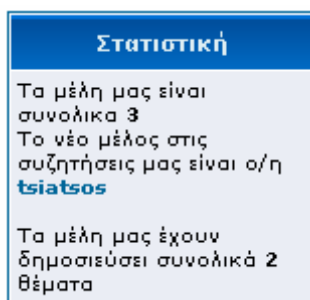 Στατιστική
Τα μέλη μας είναι
συνολικα 3
Το νέο μέλος στις
συζητήσεις μας είναι ο/η
tsiatsos
Τα μέλη μας έχουν
δημοσιεύσει συνολικά 2
θέματα